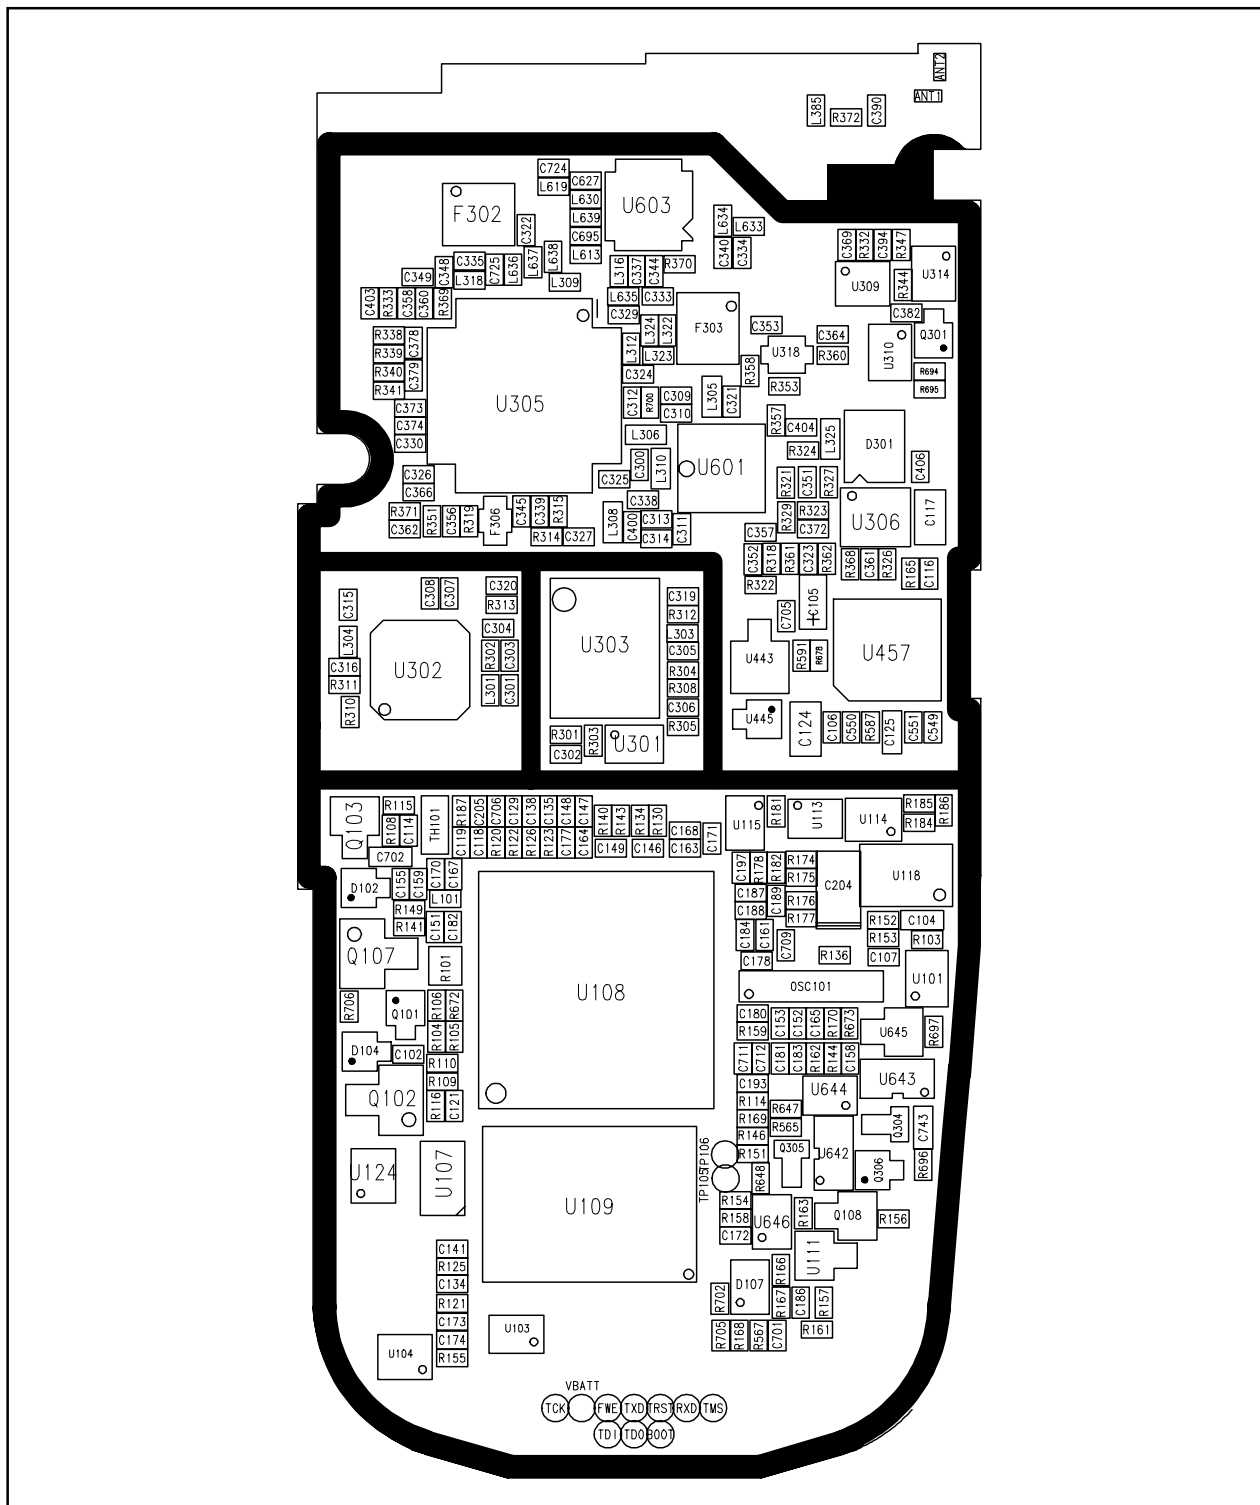 ANT2
ANT1
L385
R372
C390
C724
L619
C627
L630
L639
C695
L613
U603
F302
C322
L637
L638
L634
L633
C340
C334
C369
R332
C394
R347
U314
C335
L318
C348
C349
C725
L636
L309
L316
C337
C344
R370
U309
R344
C403
R333
C358
C360
R369
L635
C333
C329
C382
R338
R339
R340
R341
C378
C379
L324
L322
L312
L323
F303
C353
U318
C364
R360
U310
Q301
C324
R358
R353
R694
R695
U305
C373
C374
C330
C312
R700
C309
C310
L305
C321
L306
R357
C404
R324
L325
D301
C326
C366
C300
L310
C325
U601
R321
C351
R327
C406
R371
C362
R351
C356
R319
F306
C345
C339
R315
R314
C327
C338
L308
C400
C313
C314
C311
R329
R323
C372
U306
C117
C357
C352
R318
R361
C323
R362
R368
C361
R326
R165
C116
R322
C315
C308
C307
C320
R313
C319
R312
L303
C305
R304
R308
C306
R305
C705
C105
L304
C316
R311
R310
U302
C304
R302
C303
L301
C301
U303
U443
R591
R678
U457
U445
C124
C106
C550
R587
C125
C551
C549
R301
C302
R303
U301
Q103
R115
R108
C114
C702
TH101
R187
C205
C706
C129
C138
C135
C148
C147
C119
C118
R120
R122
R126
R123
C177
C164
R140
R143
R134
R130
C149
C146
C168
C163
C171
U115
R181
U113
U114
R185
R184
R186
D102
C155
C159
C170
C167
L101
R149
R141
C151
C182
C197
R178
R182
R174
R175
R176
R177
C204
U118
C187
C188
C189
C184
C161
C709
C178
R136
R152
R153
C107
C104
R103
Q107
R101
U108
OSC101
U101
R706
Q101
R106
R672
R104
R105
C180
R159
C153
C152
C165
R170
R673
U645
R697
D104
C102
R110
R109
R116
C121
C711
C712
C181
C183
R162
R144
C158
U643
Q102
C193
R114
R169
R146
R151
R647
R565
U644
Q305
U642
Q304
C743
R696
Q306
U124
U107
U109
TP106
TP105
R648
R154
R158
C172
U646
R163
Q108
R156
U111
C141
R125
C134
R121
C173
C174
R155
U104
U103
R702
D107
R166
R167
C186
R157
R705
R168
R567
C701
R161
VBATT
TCK
FWE
TXD
TRST
RXD
TMS
TDI
TDO
BOOT